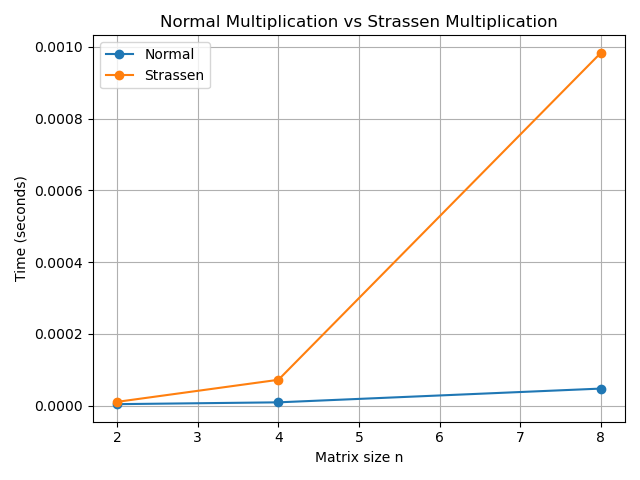 Normal Multiplication vs Strassen Multiplication
Normal
Strassen
0.0010
0.0008
0.0006
0.0004
0.0002
0.0000
Time (seconds)
2 3 4 5 6 7 8
Matrix size n